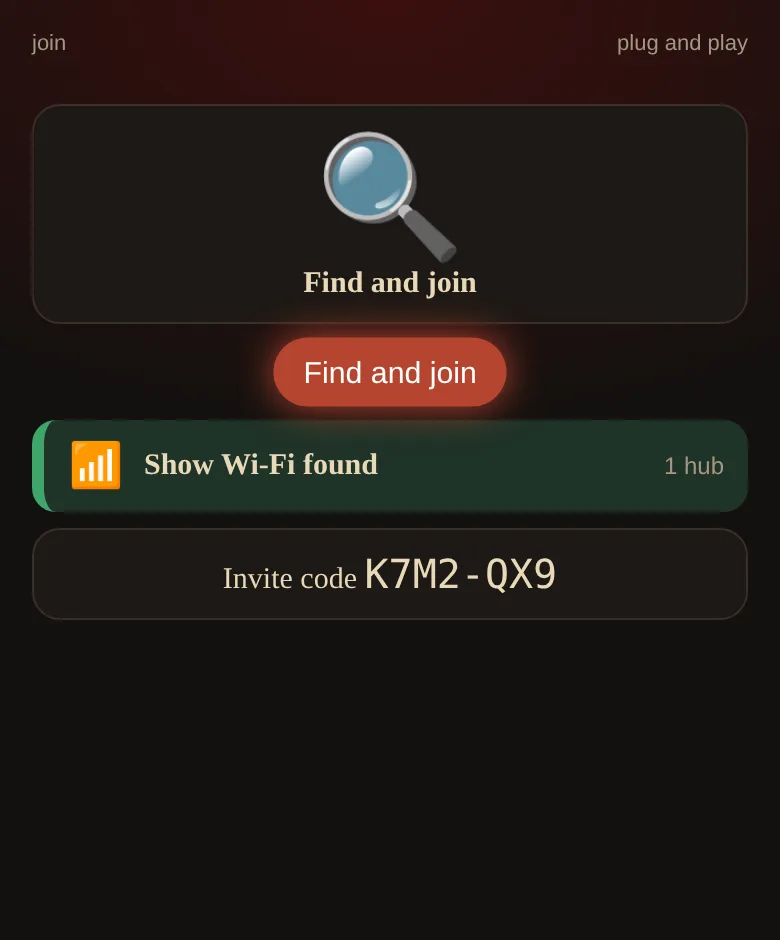 join
plug and play
Find and join
Find and join
Show Wi-Fi found
1 hub
Invite code K7M2-QX9